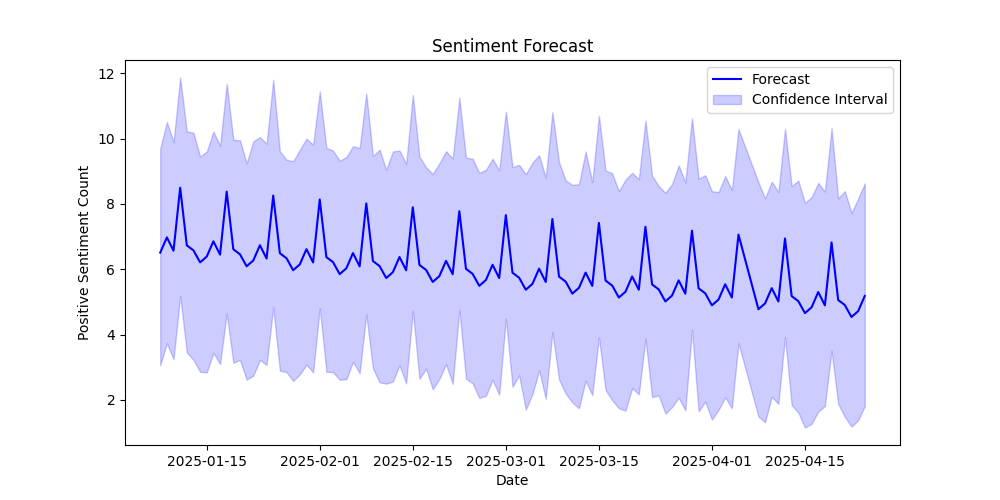 Sentiment Forecast
Forecast
Confidence Interval
Positive Sentiment Count
12
10
8
6
4
2
2025-01-15 2025-02-01 2025-02-15 2025-03-01 2025-03-15 2025-04-01 2025-04-15
Date